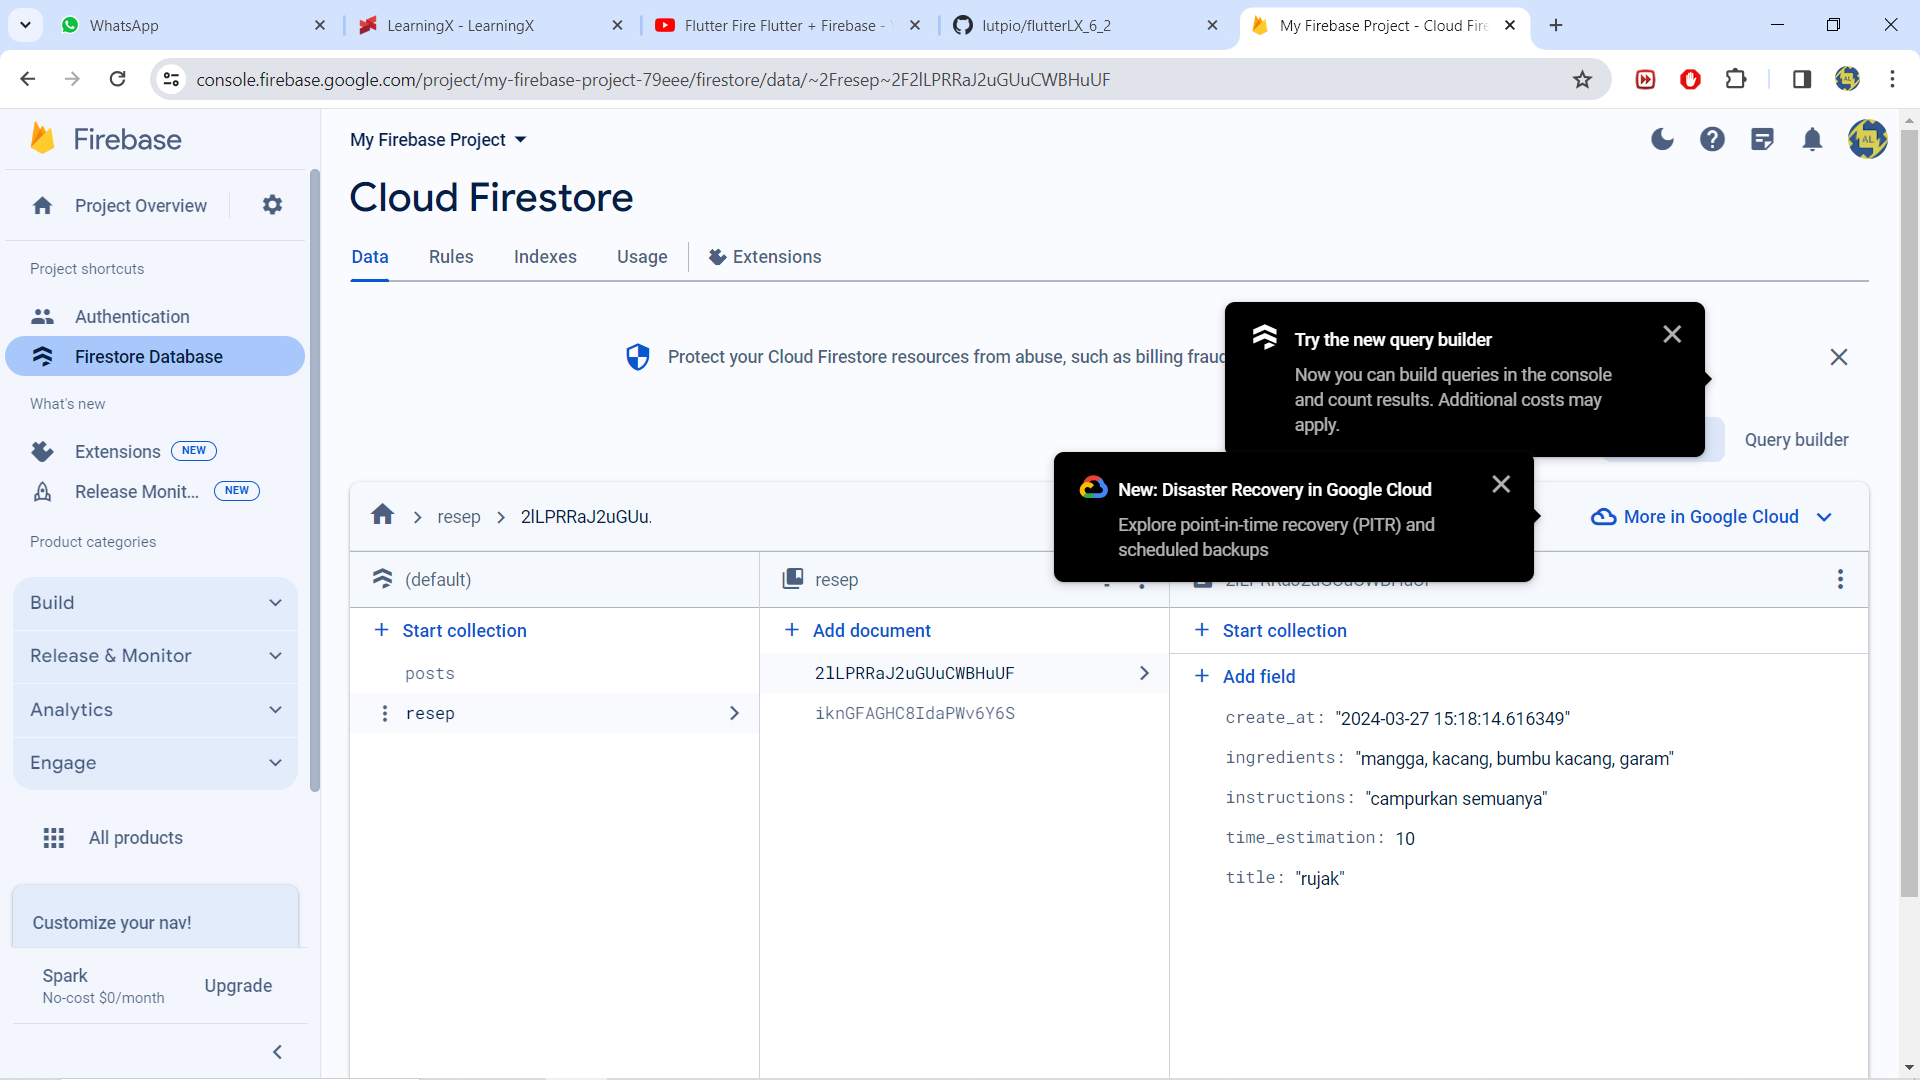 WhatsApp
LearningX - LearningX
Flutter Fire Flutter + Firebase -
lutpio/flutterLX_6_2
My Firebase Project - Cloud Fire
console.firebase.google.com/project/my-firebase-project-79eee/firestore/data/~2Fresep~2F2lLPRRaJ2uGUuCWBHuUF
Firebase
My Firebase Project
AL
Cloud Firestore
Project Overview
Data
Rules
Indexes
Usage
Extensions
Project shortcuts
Authentication
Firestore Database
What's new
Extensions NEW
Release Monit... NEW
Product categories
Build
Release & Monitor
Analytics
Engage
All products
Customize your nav!
Spark
No-cost $0/month
Upgrade
Protect your Cloud Firestore resources from abuse, such as billing fraud
Try the new query builder
Now you can build queries in the console
and count results. Additional costs may
apply.
Query builder
New: Disaster Recovery in Google Cloud
Explore point-in-time recovery (PITR) and
scheduled backups
resep
2lLPRRaJ2uGUu.
More in Google Cloud
(default)
Start collection
posts
resep
resep
Add document
2lLPRRaJ2uGUuCWBHuUF
iknGFAGHC8IdaPWv6Y6S
2lLPRRaJ2uGUuCWBHuUF
Start collection
Add field
create_at: "2024-03-27 15:18:14.616349"
ingredients: "mangga, kacang, bumbu kacang, garam"
instructions: "campurkan semuanya"
time_estimation: 10
title: "rujak"